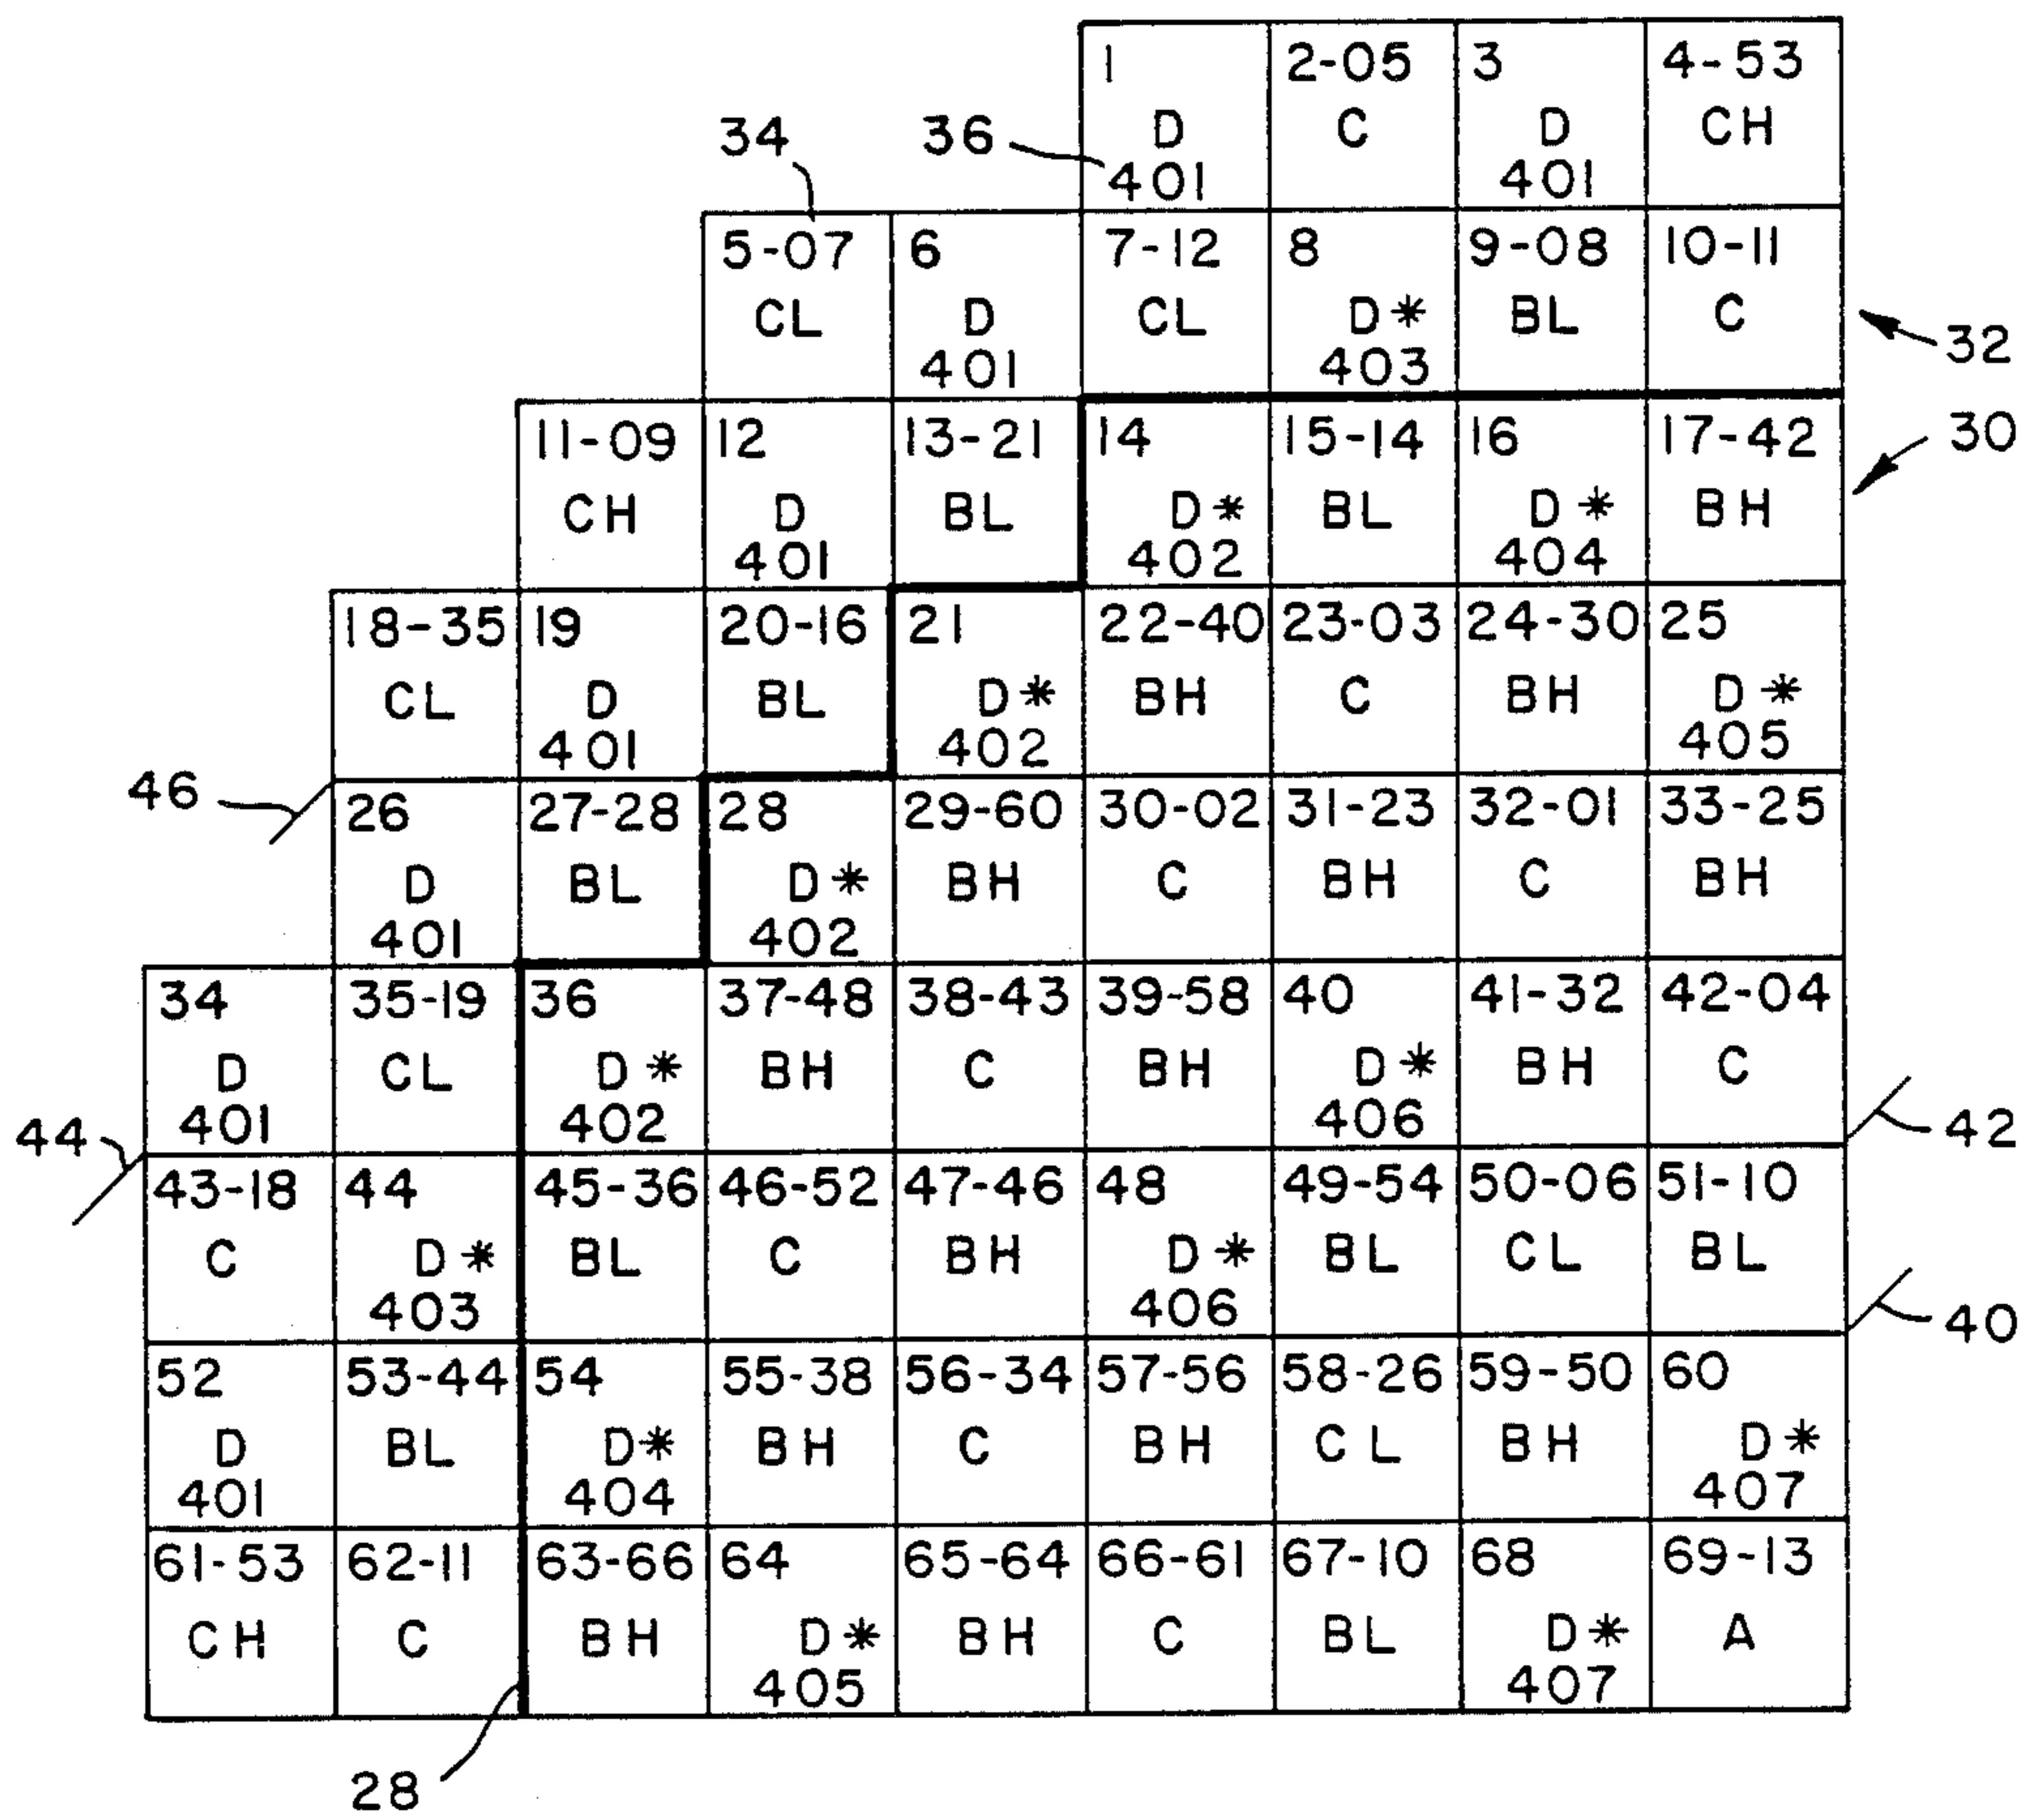 1 2-05 3 4-53
D C D CH
34 36 401 401
5-07 6 7-12 8 9-08 10-11
CL D CL D* BL C
401 403
32
11-09 12 13-21 14 15-14 16 17-42
30
CH D BL D* BL D* BH
401 402 404
18-35 19 20-16 21 22-40 23-03 24-30 25
CL D BL D* BH C BH D*
401 402 405
46
26 27-28 28 29-60 30-02 31-23 32-01 33-25
D BL D* BH C BH C BH
401 402
34 35-19 36 37-48 38-43 39-58 40 41-32 42-04
D CL D* BH C BH D* BH C
401 402 406
44 42
43-18 44 45-36 46-52 47-46 48 49-54 50-06 51-10
C D* BL C BH D* BL CL BL
403 406
40
52 53-44 54 55-38 56-34 57-56 58-26 59-50 60
D BL D* BH C BH CL BH D*
401 404 407
61-53 62-11 63-66 64 65-64 66-61 67-10 68 69-13
CH C BH D* BH C BL D* A
405 407
28